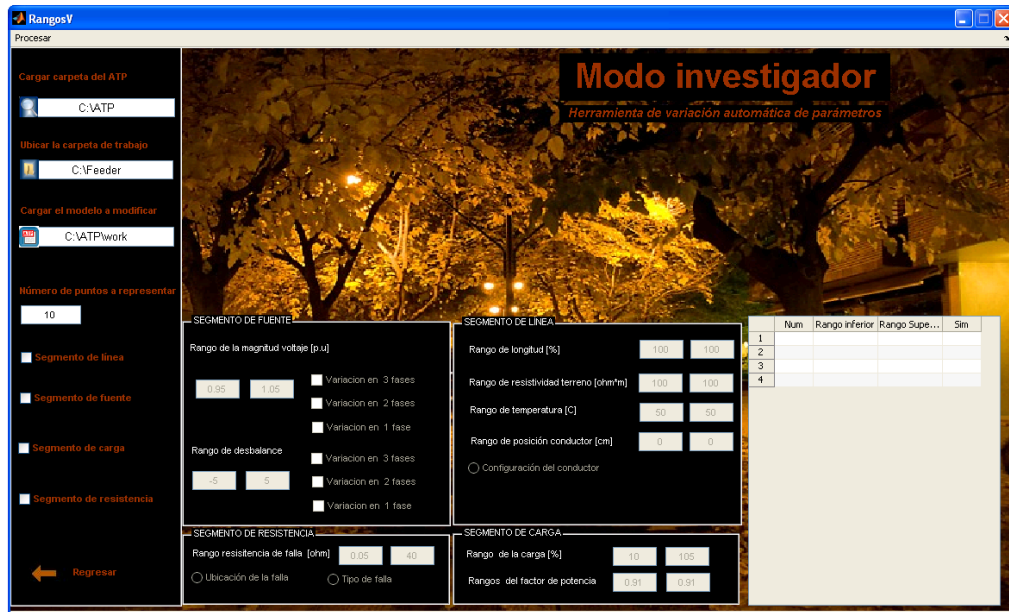 RangosV
Procesar
Cargar carpeta del ATP
C:\ATP
Ubicar la carpeta de trabajo
C:\Feeder
Cargar el modelo a modificar
C:\ATP\work
Número de puntos a representar
10
Segmento de línea
Segmento de fuente
Segmento de carga
Segmento de resistencia
Regresar
Modo investigador
Herramienta de variación automática de parámetros
SEGMENTO DE FUENTE
Rango de la magnitud voltaje [p.u]
0.95 1.05
Variacion en 3 fases
Variacion en 2 fases
Variacion en 1 fase
Rango de desbalance
-5 5
Variacion en 3 fases
Variacion en 2 fases
Variacion en 1 fase
SEGMENTO DE LINEA
Rango de longitud [%] 100 100
Rango de resistividad terreno [ohm*m] 100 100
Rango de temperatura [C] 50 50
Rango de posición conductor [cm] 0 0
Configuración del conductor
SEGMENTO DE RESISTENCIA
Rango resisitencia de falla [ohm] 0.05 40
Ubicación de la falla Tipo de falla
SEGMENTO DE CARGA
Rango de la carga [%] 10 105
Rangos del factor de potencia 0.91 0.91
Num Rango inferior Rango Supe... Sim
1
2
3
4